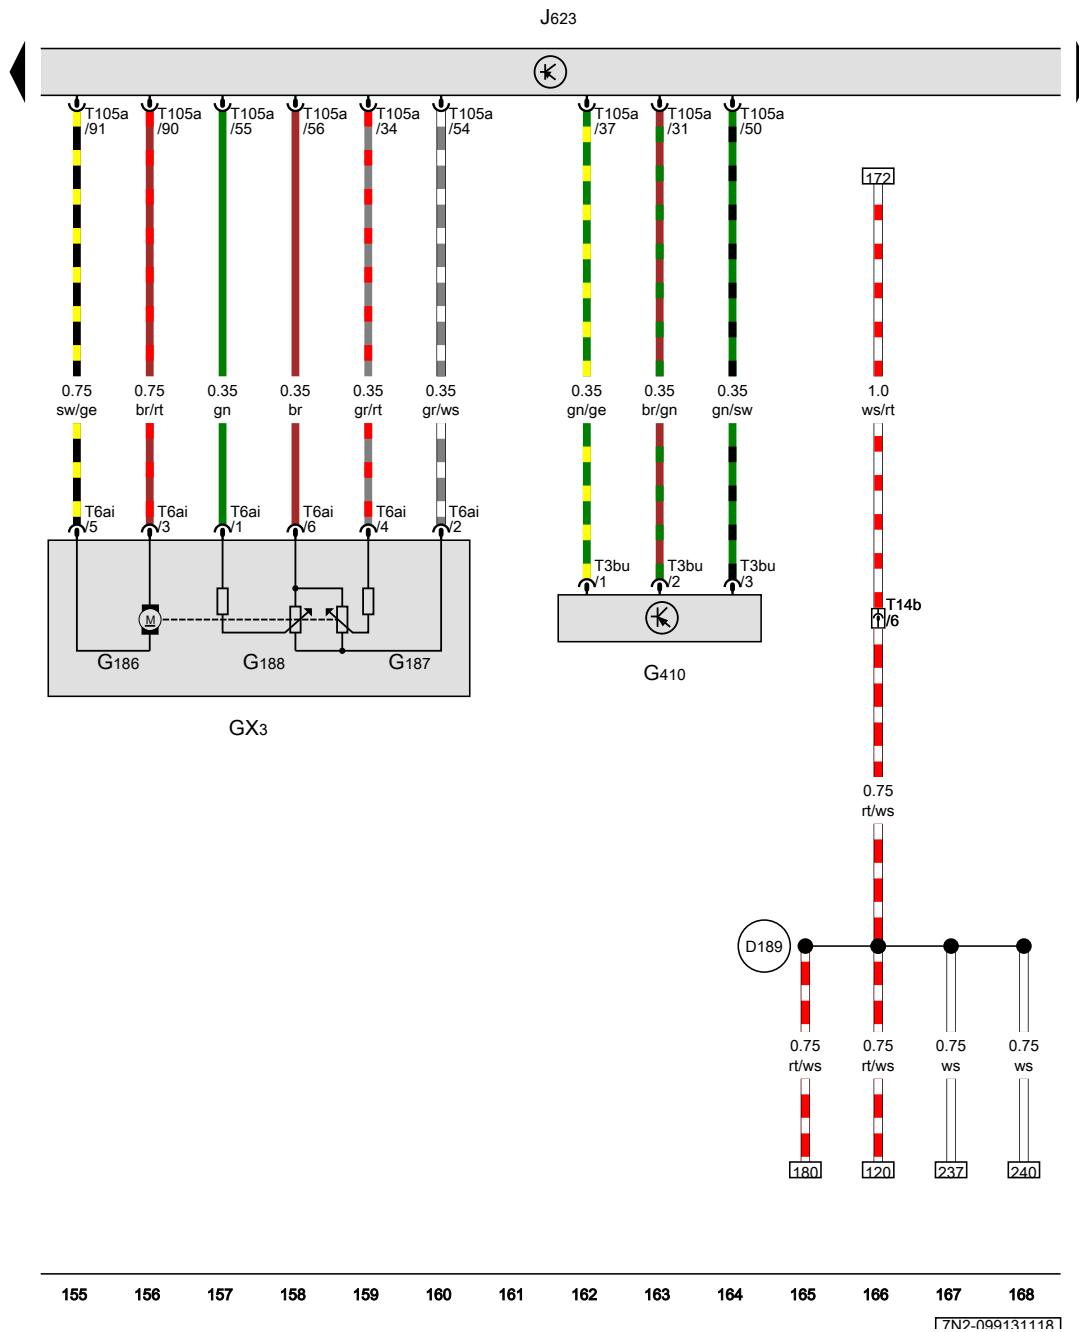 J623
T105a T105a T105a T105a T105a T105a T105a T105a T105a
/91 /90 /55 /56 /34 /54 /37 /31 /50
172
0.75 0.75 0.35 0.35 0.35 0.35 0.35 0.35 0.35 1.0
sw/ge br/rt gn br gr/rt gr/ws gn/ge br/gn gn/sw ws/rt
T6ai T6ai T6ai T6ai T6ai T6ai
/5 /3 /1 /6 /4 /2
T3bu T3bu T3bu
/1 /2 /3
T14b
/6
M
G186 G188 G187
G410
GX3
0.75
rt/ws
D189
0.75 0.75 0.75 0.75
rt/ws rt/ws ws ws
180 120 237 240
155 156 157 158 159 160 161 162 163 164 165 166 167 168
7N2-099131118